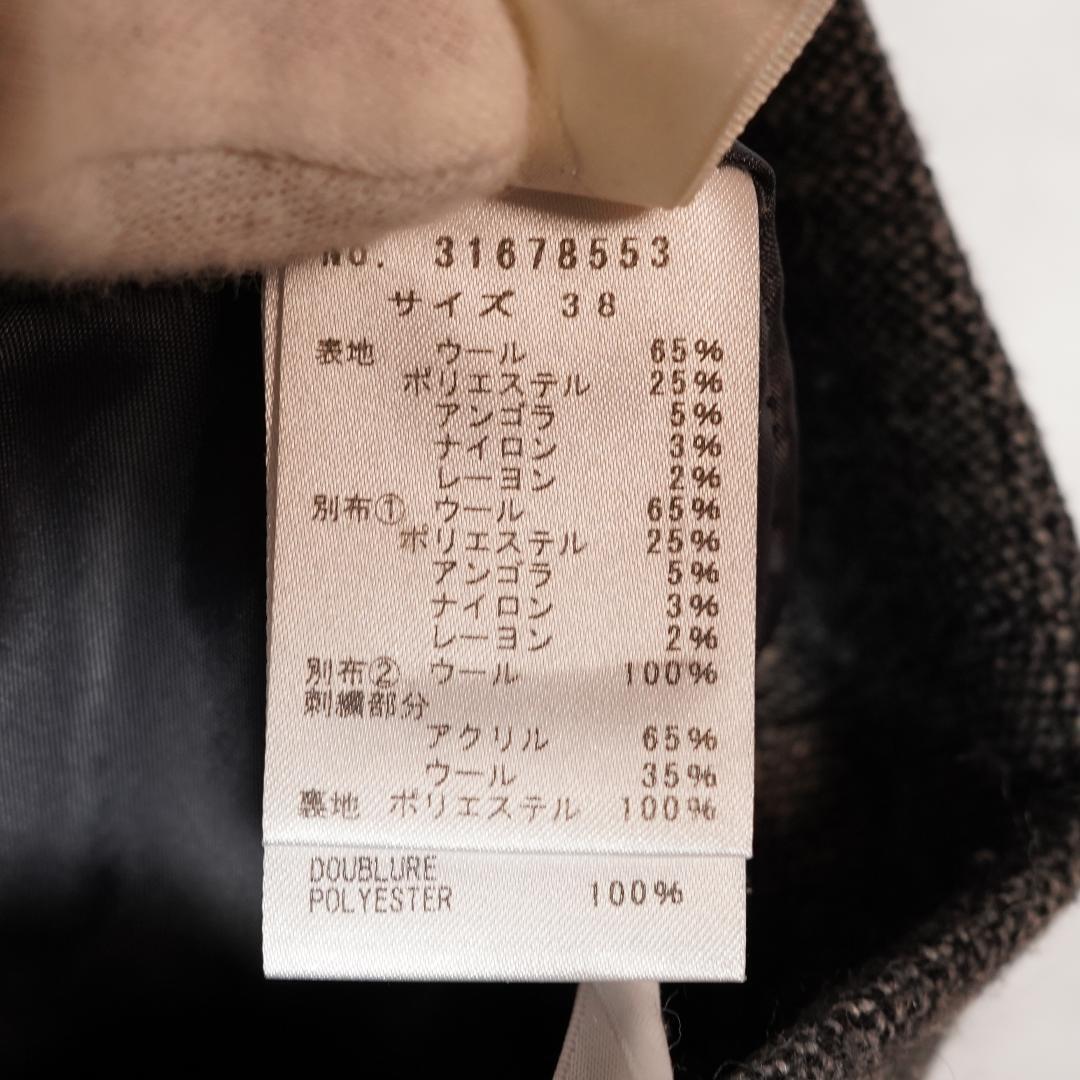 No. 31678553
サイズ 38
表地 ウール 65%
ポリエステル 25%
アンゴラ 5%
ナイロン 3%
レーヨン 2%
別布① ウール 65%
ポリエステル 25%
アンゴラ 5%
ナイロン 3%
レーヨン 2%
別布② ウール 100%
刺繍部分
アクリル 65%
ウール 35%
裏地 ポリエステル 100%
DOUBLURE
POLYESTER 100%